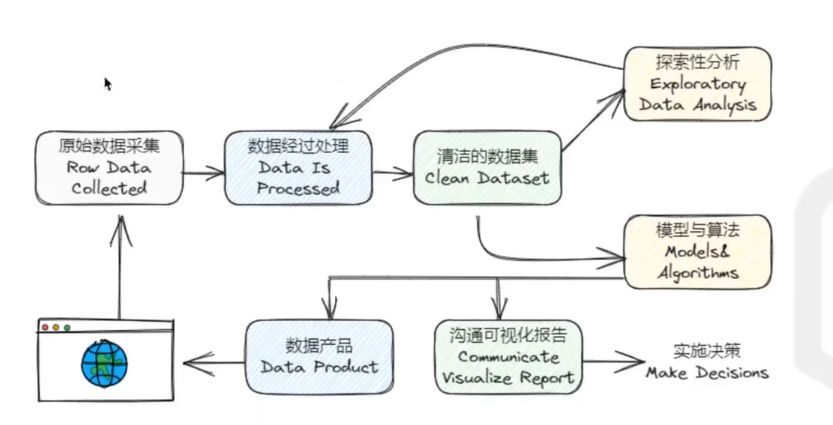 探索性分析
Exploratory
Data Analysis
原始数据采集
Row Data
Collected
数据经过处理
Data Is
Processed
清洁的数据集
Clean Dataset
模型与算法
Models&
Algorithms
数据产品
Data Product
沟通可视化报告
Communicate
Visualize Report
实施决策
Make Decisions